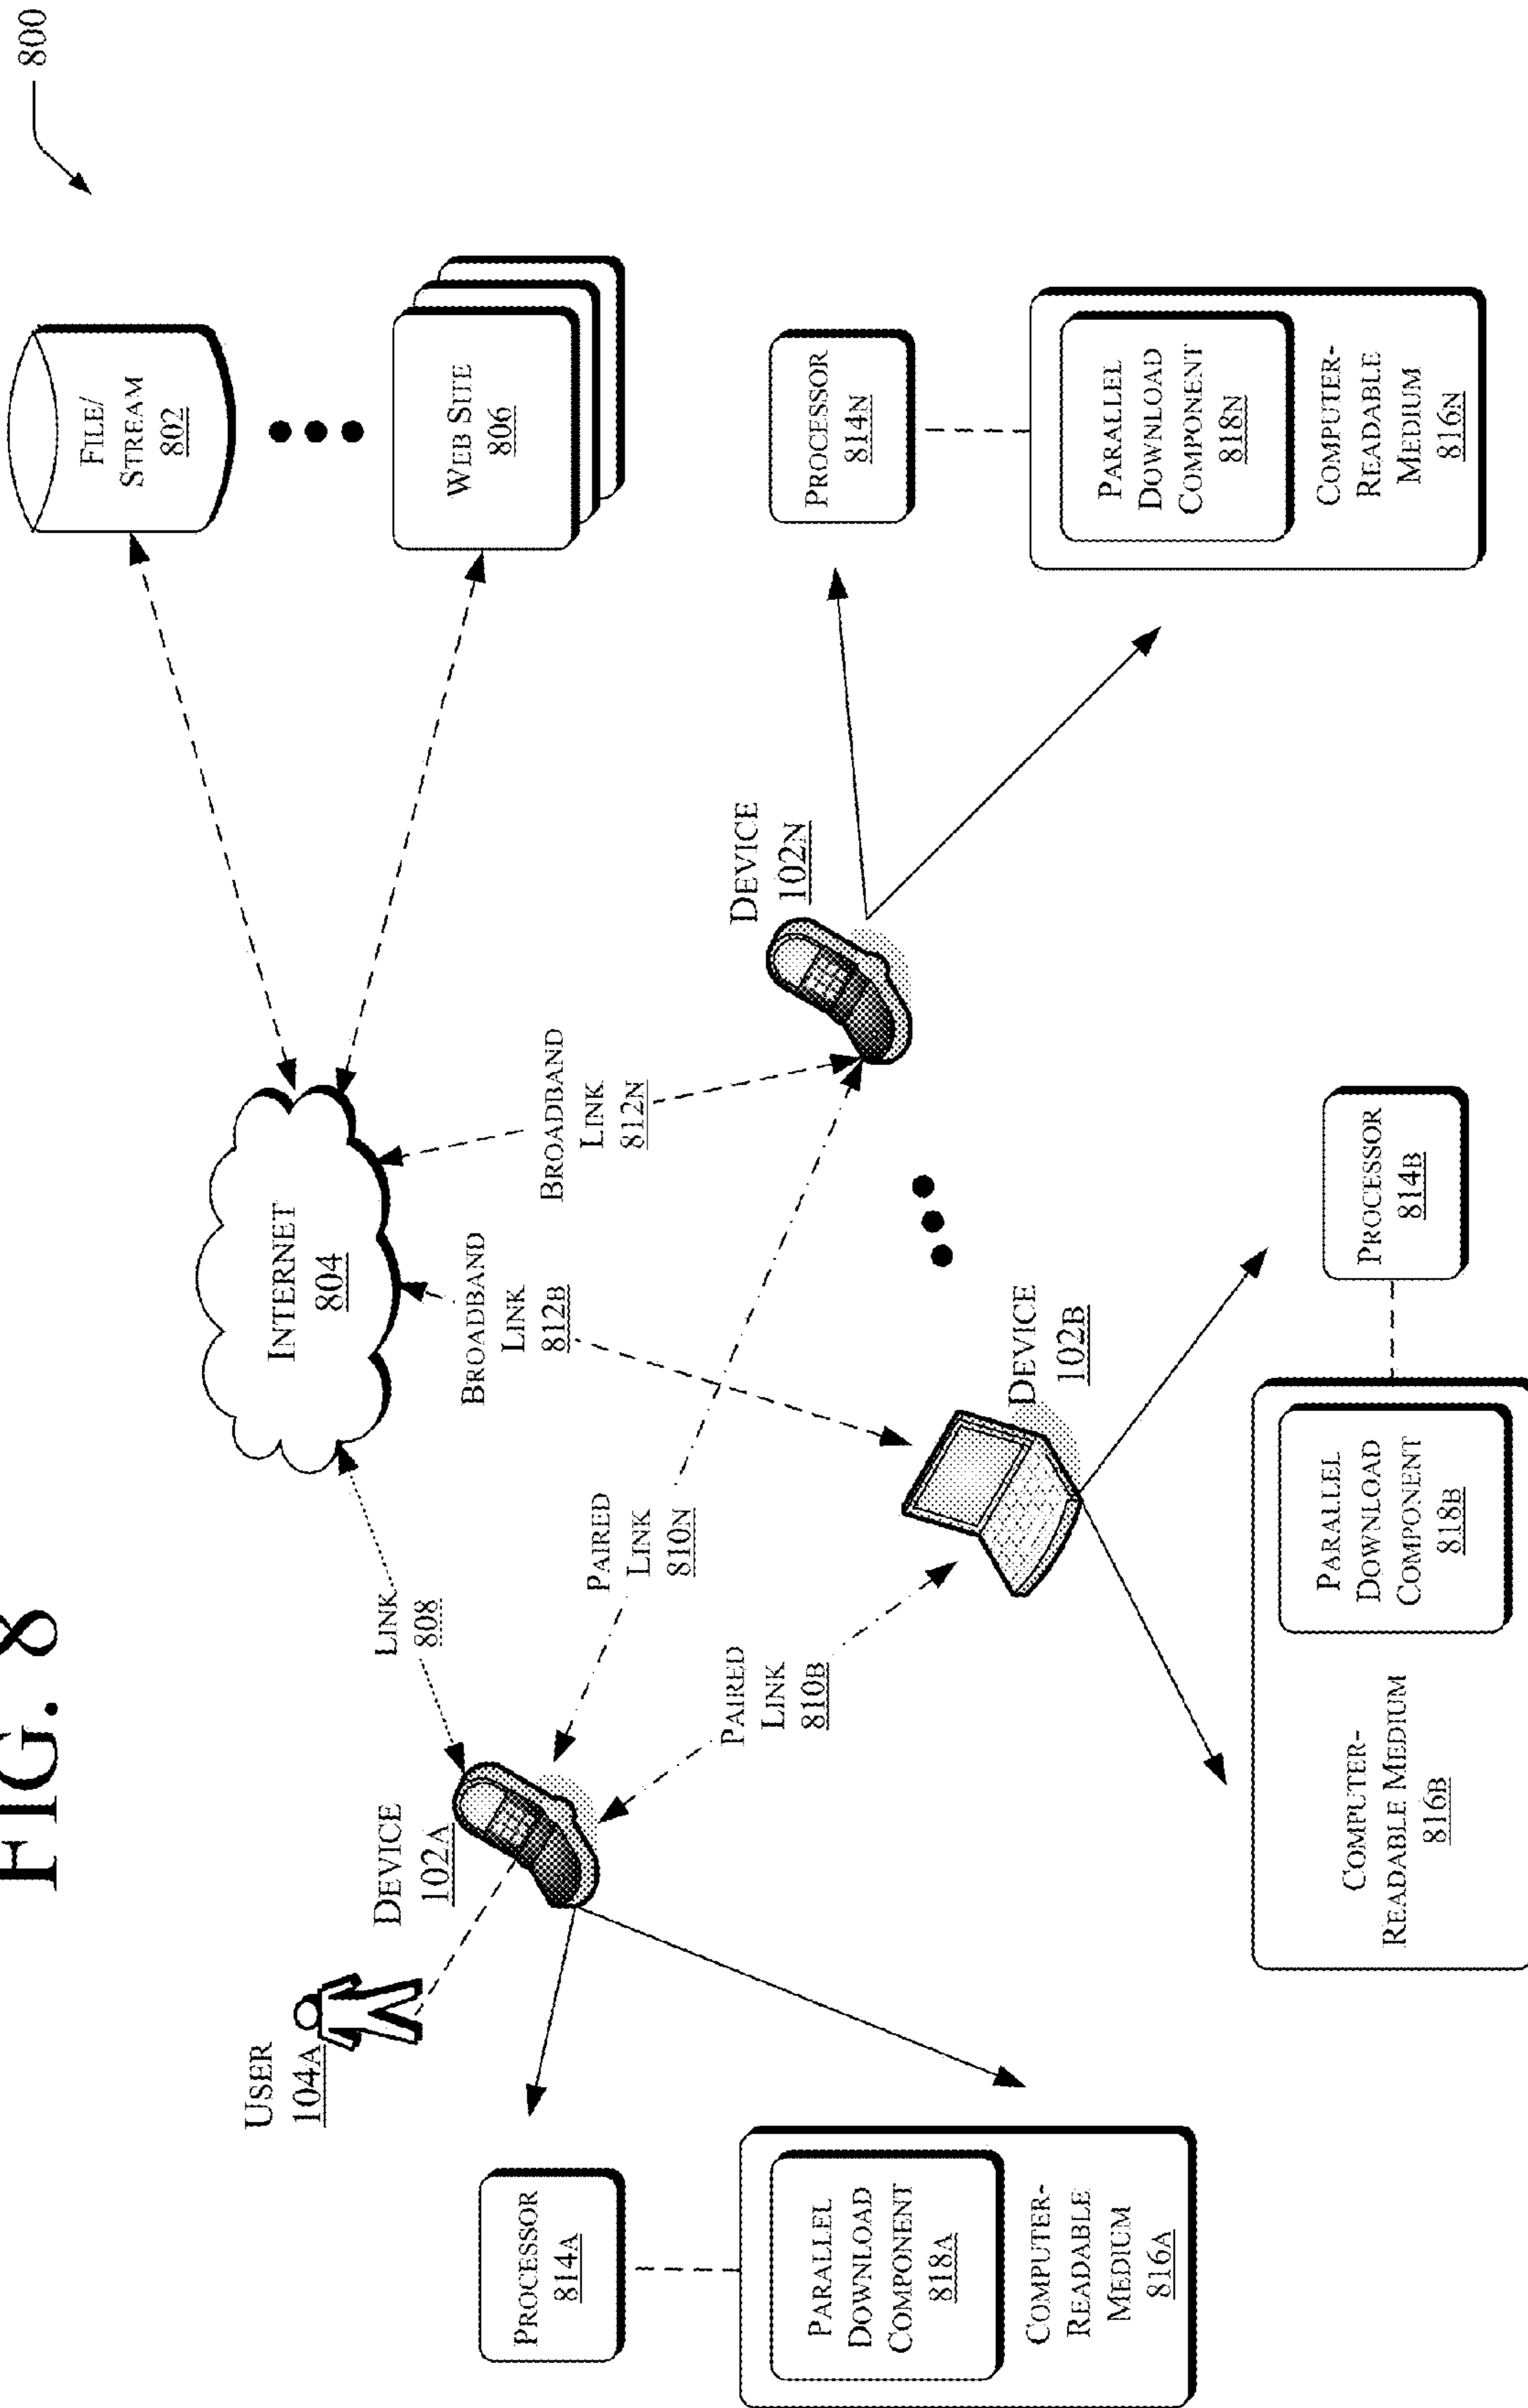 FIG. 8
800
FILE/
STREAM
802
WEB SITE
806
INTERNET
804
LINK
808
BROADBAND
LINK
812B
BROADBAND
LINK
812N
PAIRED
LINK
810N
PAIRED
LINK
810B
USER
104A
DEVICE
102A
DEVICE
102B
DEVICE
102N
PROCESSOR
814A
PARALLEL
DOWNLOAD
COMPONENT
818A
COMPUTER-
READABLE
MEDIUM
816A
COMPUTER-
READABLE MEDIUM
816B
PARALLEL
DOWNLOAD
COMPONENT
818B
PROCESSOR
814B
PROCESSOR
814N
PARALLEL
DOWNLOAD
COMPONENT
818N
COMPUTER-
READABLE
MEDIUM
816N